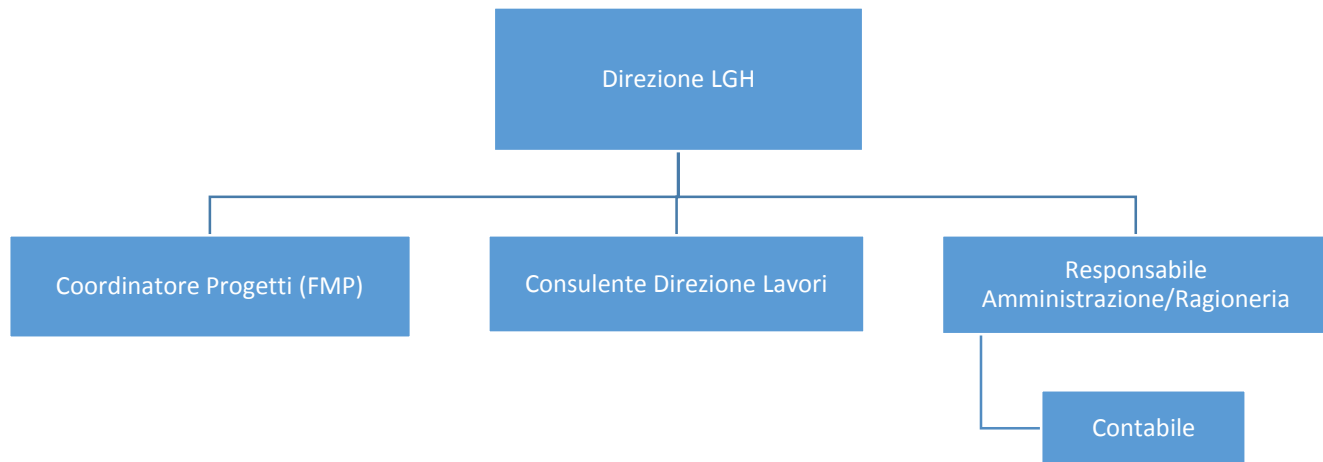 Direzione LGH
Coordinatore Progetti (FMP)
Consulente Direzione Lavori
Responsabile
Amministrazione/Ragioneria
Contabile